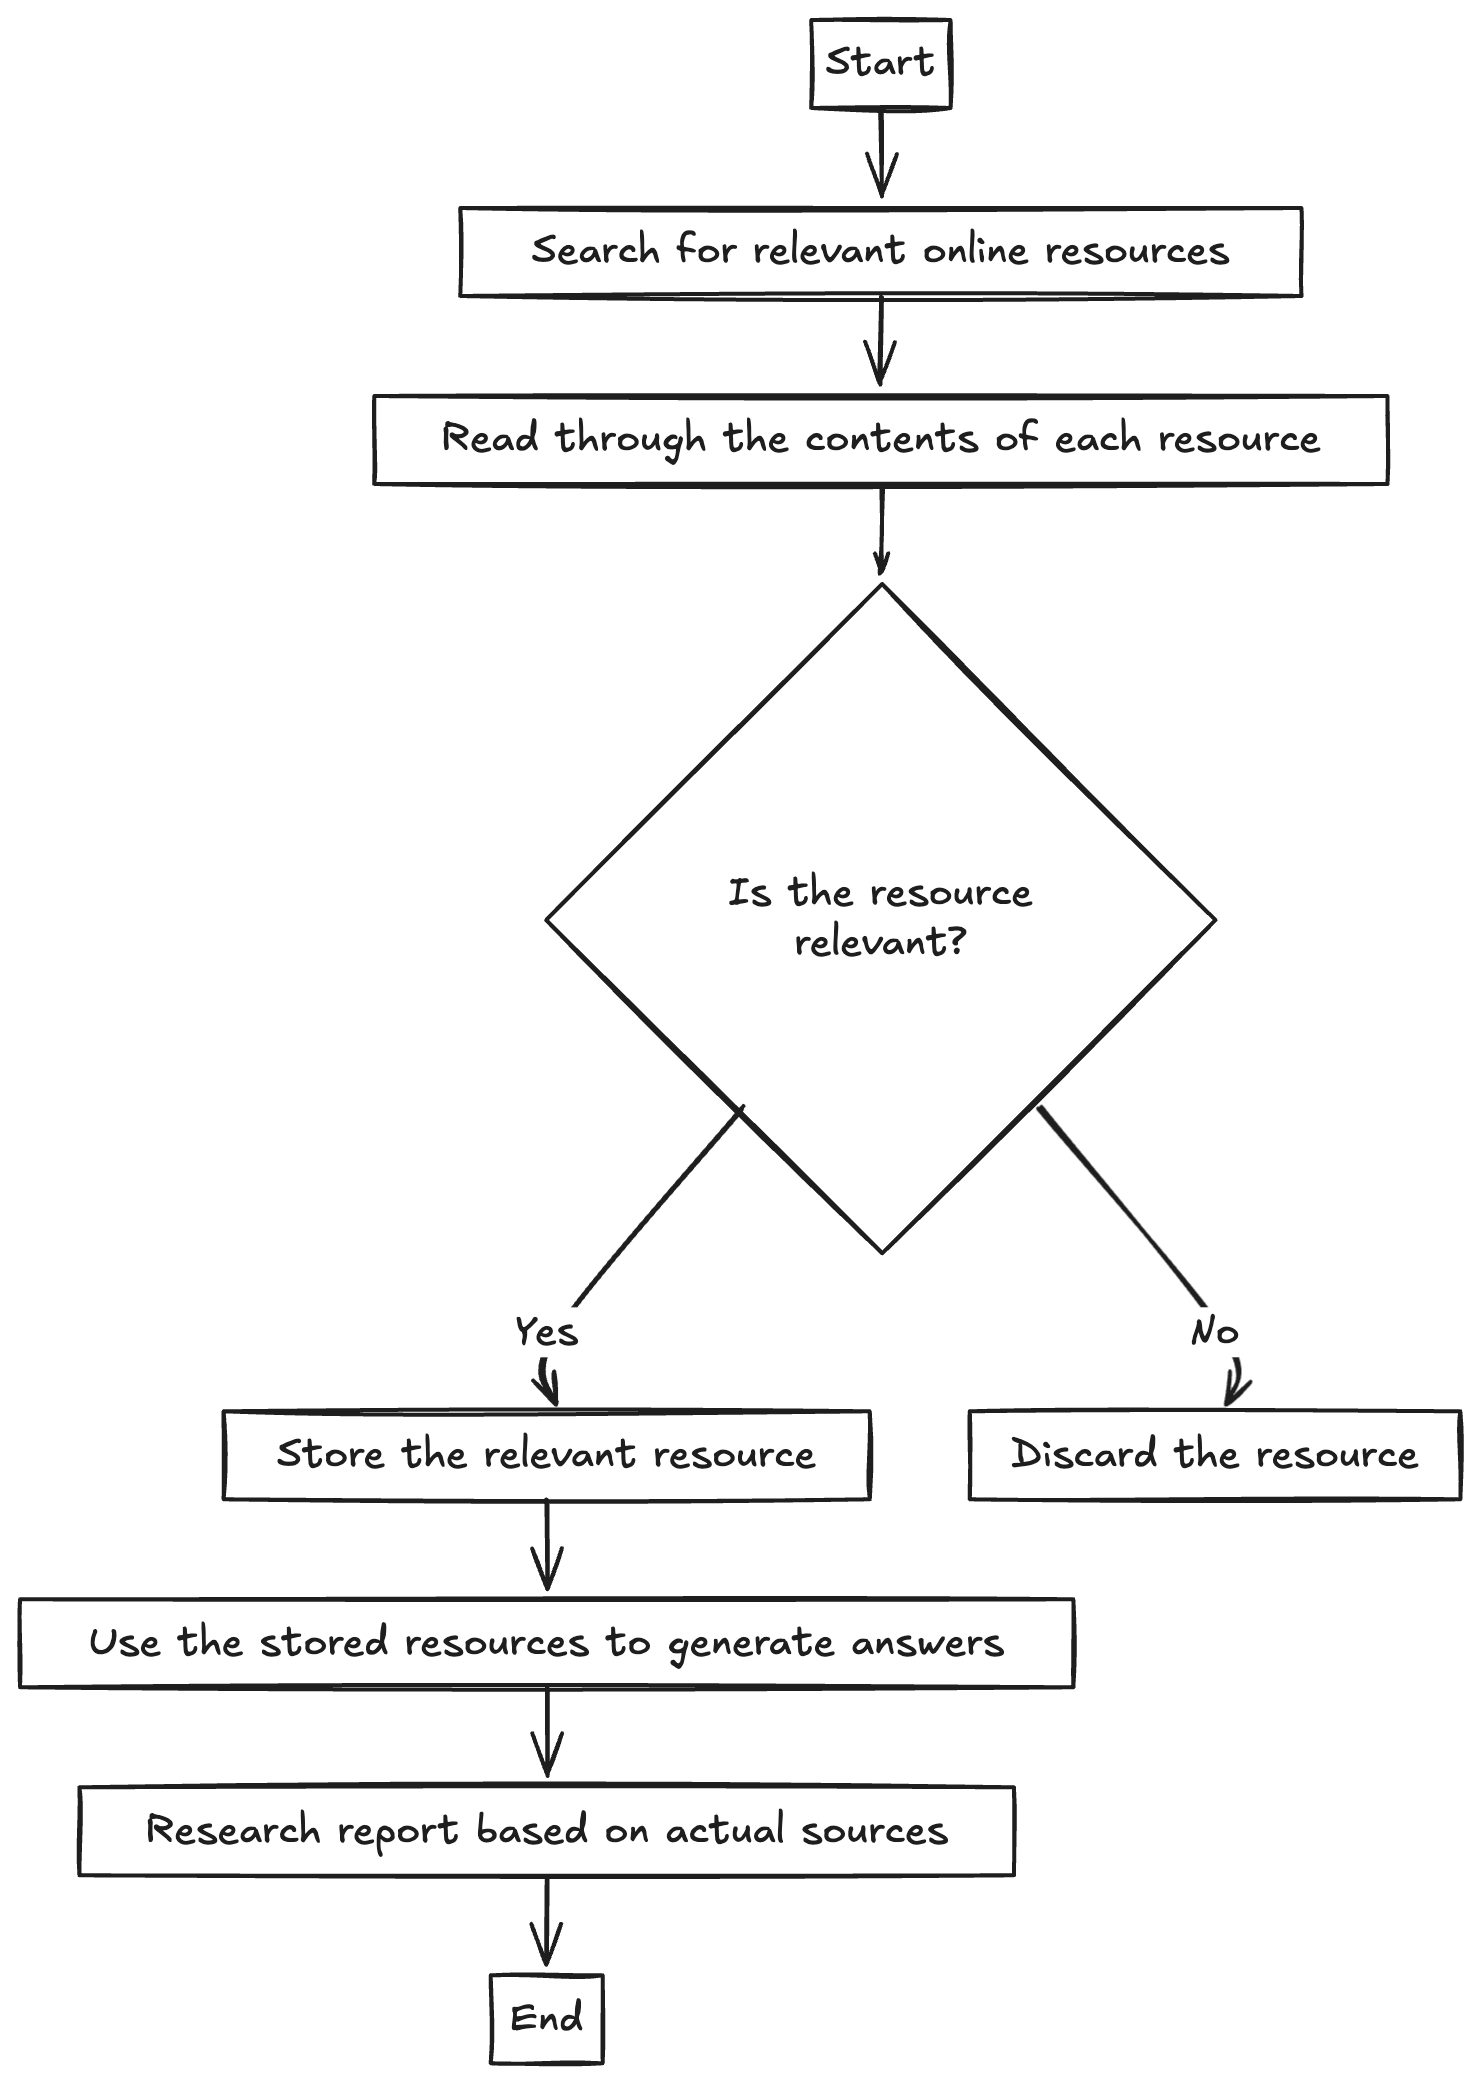 Start
Search for relevant online resources
Read through the contents of each resource
Is the resource
relevant?
Yes
No
Store the relevant resource
Discard the resource
Use the stored resources to generate answers
Research report based on actual sources
End